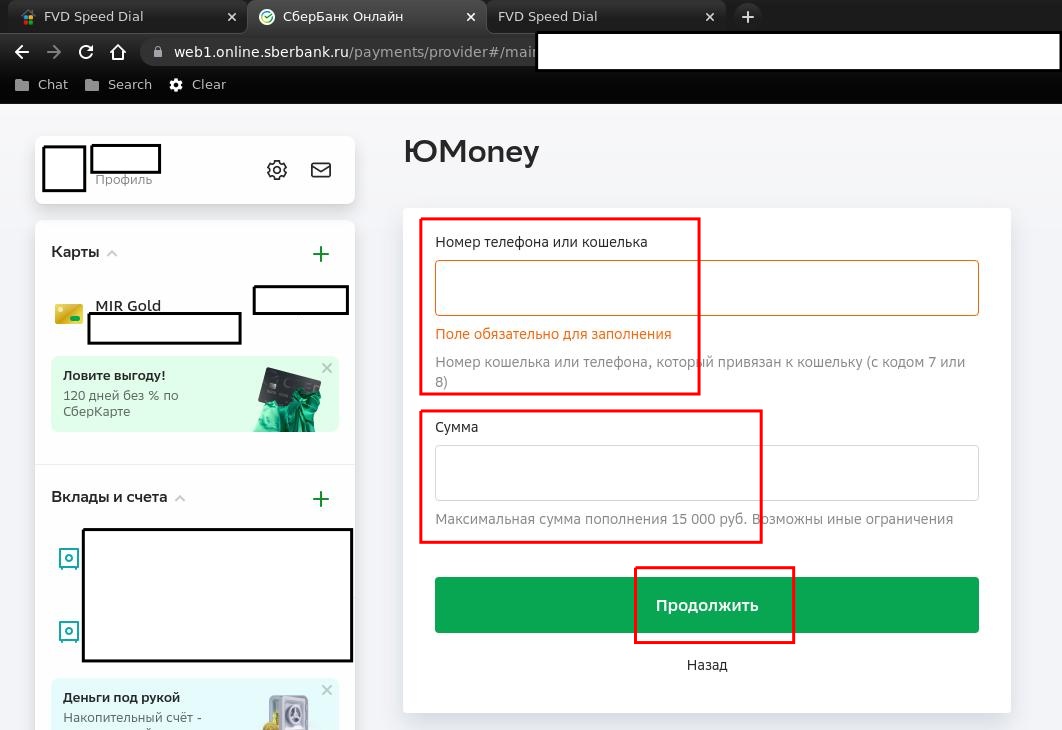 FVD Speed Dial
СберБанк Онлайн
FVD Speed Dial
web1.online.sberbank.ru/payments/provider#/mai
Chat
Search
Clear
Профиль
Карты
MIR Gold
Ловите выгоду!
120 дней без % по
СберКарте
Вклады и счета
Деньги под рукой
Накопительный счёт -
ЮMoney
Номер телефона или кошелька
Поле обязательно для заполнения
Номер кошелька или телефона, который привязан к кошельку (с кодом 7 или
8)
Сумма
Максимальная сумма пополнения 15 000 руб. Возможны иные ограничения
Продолжить
Назад